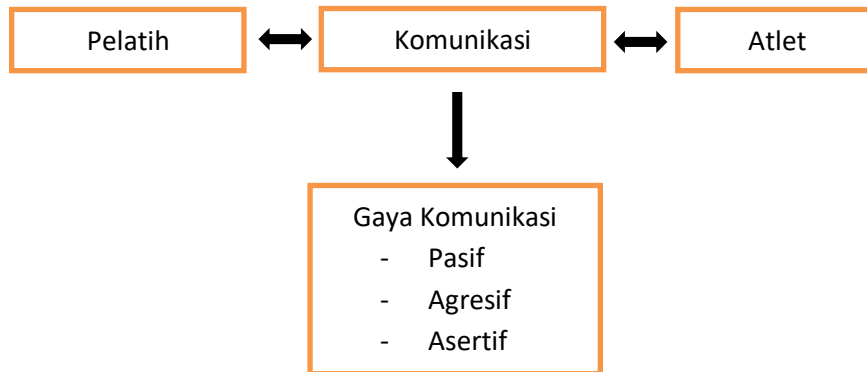 Pelatih
Komunikasi
Atlet
Gaya Komunikasi
- Pasif
- Agresif
- Asertif